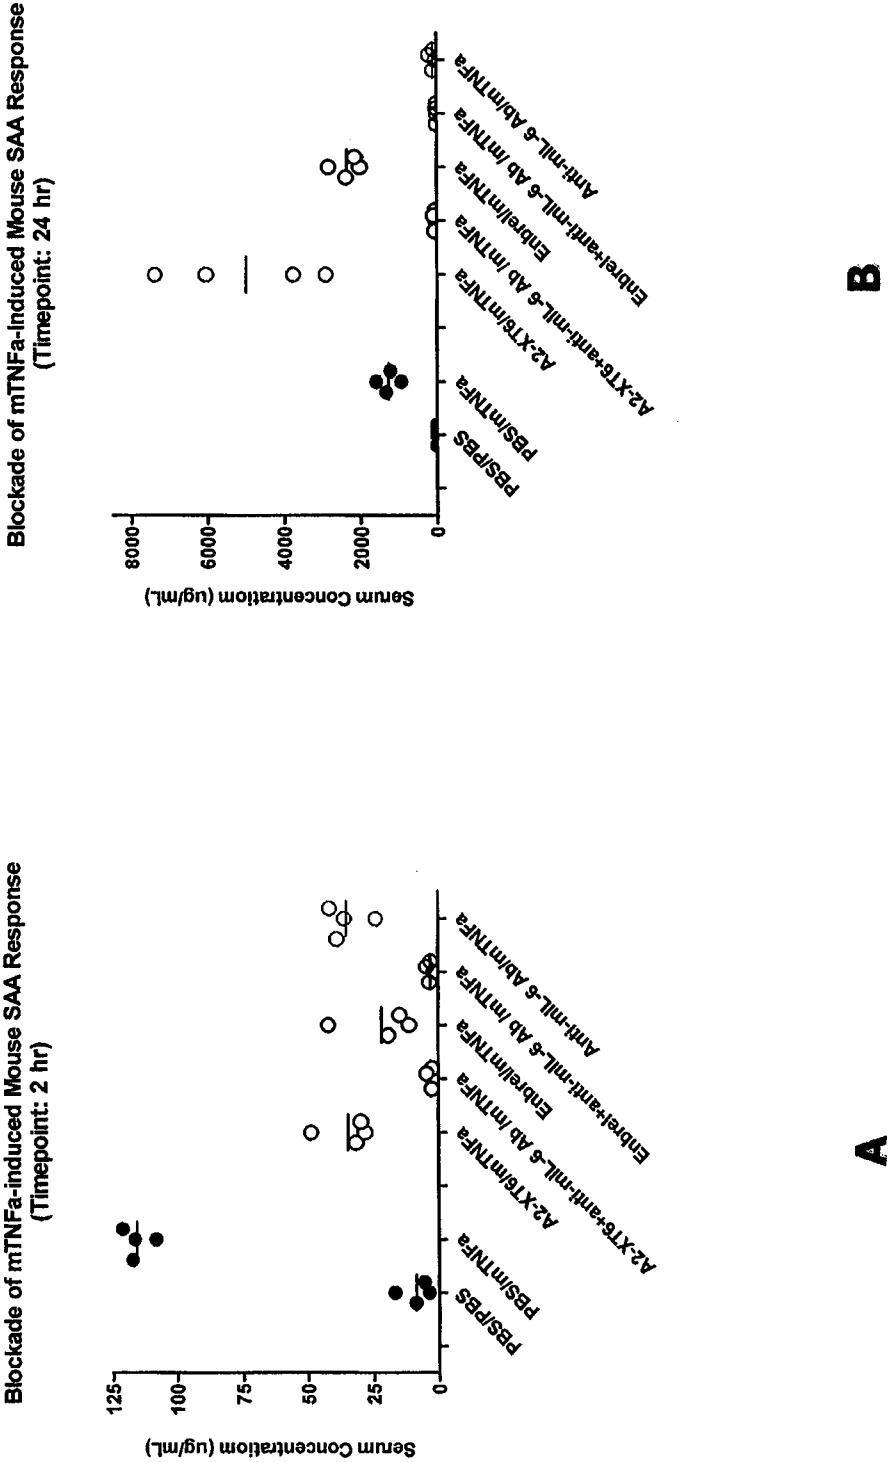 Blockade of mTNFa-induced Mouse SAA Response
(Timepoint: 2 hr)
Serum Concentration (ug/mL)
125
100
75
50
25
0
PBS/PBS
PBS/mTNFa
A2-XT6/mTNFa
A2-XT6+anti-mIL-6 Ab /mTNFa
Enbrel/mTNFa
Enbrel+anti-mIL-6 Ab /mTNFa
Anti-mIL-6 Ab/mTNFa
A
Blockade of mTNFa-Induced Mouse SAA Response
(Timepoint: 24 hr)
Serum Concentration (ug/mL)
8000
6000
4000
2000
0
PBS/PBS
PBS/mTNFa
A2-XT6/mTNFa
A2-XT6+anti-mIL-6 Ab /mTNFa
Enbrel/mTNFa
Enbrel+anti-mIL-6 Ab /mTNFa
Anti-mIL-6 Ab/mTNFa
B